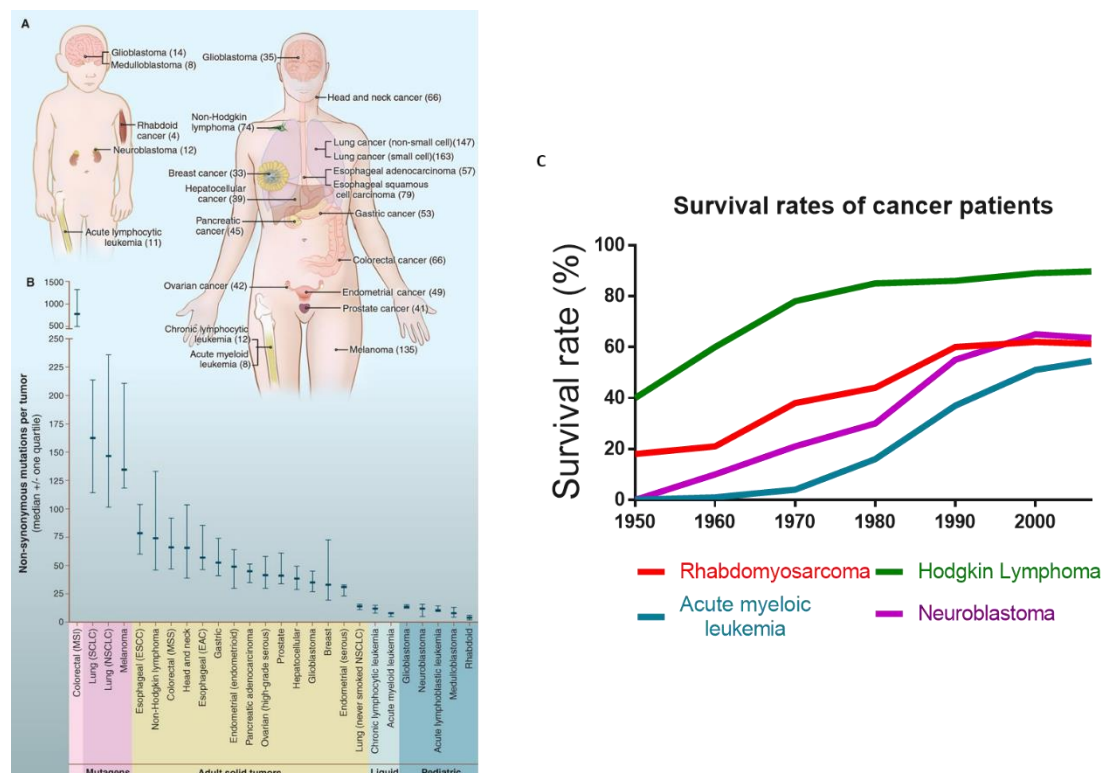 A
Glioblastoma (14)
Medulloblastoma (8)
Rhabdoid
cancer (4)
Neuroblastoma (12)
Acute lymphocytic
leukemia (11)
Glioblastoma (35)
Head and neck cancer (66)
Non-Hodgkin
lymphoma (74)
Lung cancer (non-small cell)(147)
Lung cancer (small cell)(163)
Breast cancer (33)
Esophageal adenocarcinoma (57)
Esophageal squamous
cell carcinoma (79)
Hepatocellular
cancer (39)
Gastric cancer (53)
Pancreatic
cancer (45)
Colorectal cancer (66)
Ovarian cancer (42)
Endometrial cancer (49)
Prostate cancer (41)
Chronic lymphocytic
leukemia (12)
Acute myeloid
leukemia (8)
Melanoma (135)
B
1500
1000
500
250
225
200
175
150
125
100
75
50
25
0
Non-synonymous mutations per tumor
(median +/- one quartile)
Colorectal (MSI)
Lung (SCLC)
Lung (NSCLC)
Melanoma
Esophageal (ESCC)
Non-Hodgkin lymphoma
Colorectal (MSS)
Head and neck
Esophageal (EAC)
Gastric
Endometrial (endometrioid)
Pancreatic adenocarcinoma
Ovarian (high-grade serous)
Prostate
Hepatocellular
Glioblastoma
Breast
Endometrial (serous)
Lung (never smoked NSCLC)
Chronic lymphocytic leukemia
Acute myeloid leukemia
Glioblastoma
Neuroblastoma
Acute lymphoblastic leukemia
Medulloblastoma
Rhabdoid
Mutagens
Adult solid tumors
Liquid
Pediatric
C
Survival rates of cancer patients
Survival rate (%)
100
80
60
40
20
0
1950 1960 1970 1980 1990 2000
Rhabdomyosarcoma
Hodgkin Lymphoma
Acute myeloic
leukemia
Neuroblastoma